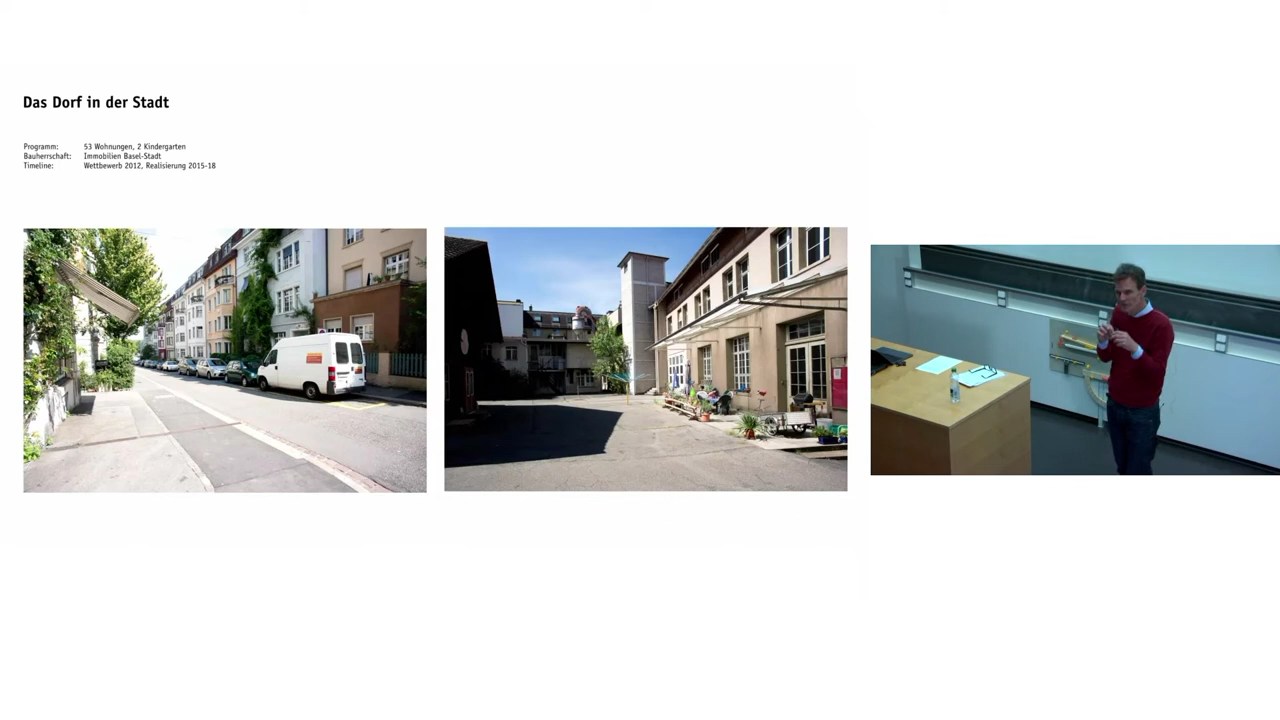 Das Dorf in der Stadt
Programm: 53 Wohnungen, 2 Kindergarten
Bauherrschaft: Immobilien Basel-Stadt
Timeline: Wettbewerb 2012, Realisierung 2015-18